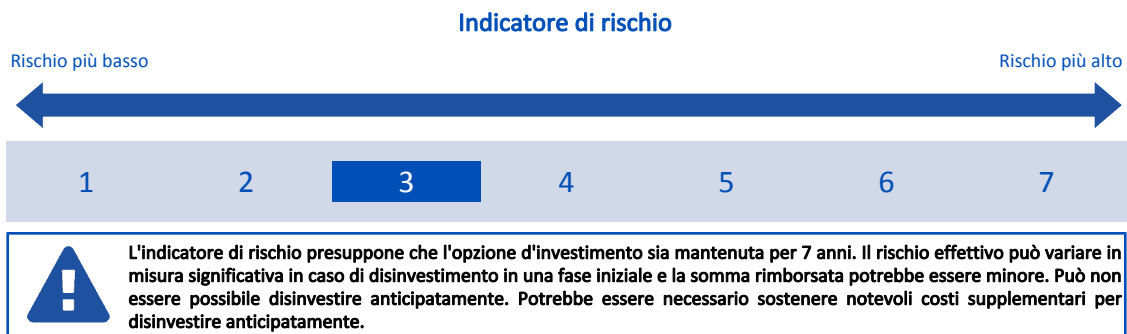 Indicatore di rischio
Rischio più basso
Rischio più alto
1 2 3 4 5 6 7
L'indicatore di rischio presuppone che l'opzione d'investimento sia mantenuta per 7 anni. Il rischio effettivo può variare in
misura significativa in caso di disinvestimento in una fase iniziale e la somma rimborsata potrebbe essere minore. Può non
essere possibile disinvestire anticipatamente. Potrebbe essere necessario sostenere notevoli costi supplementari per
disinvestire anticipatamente.